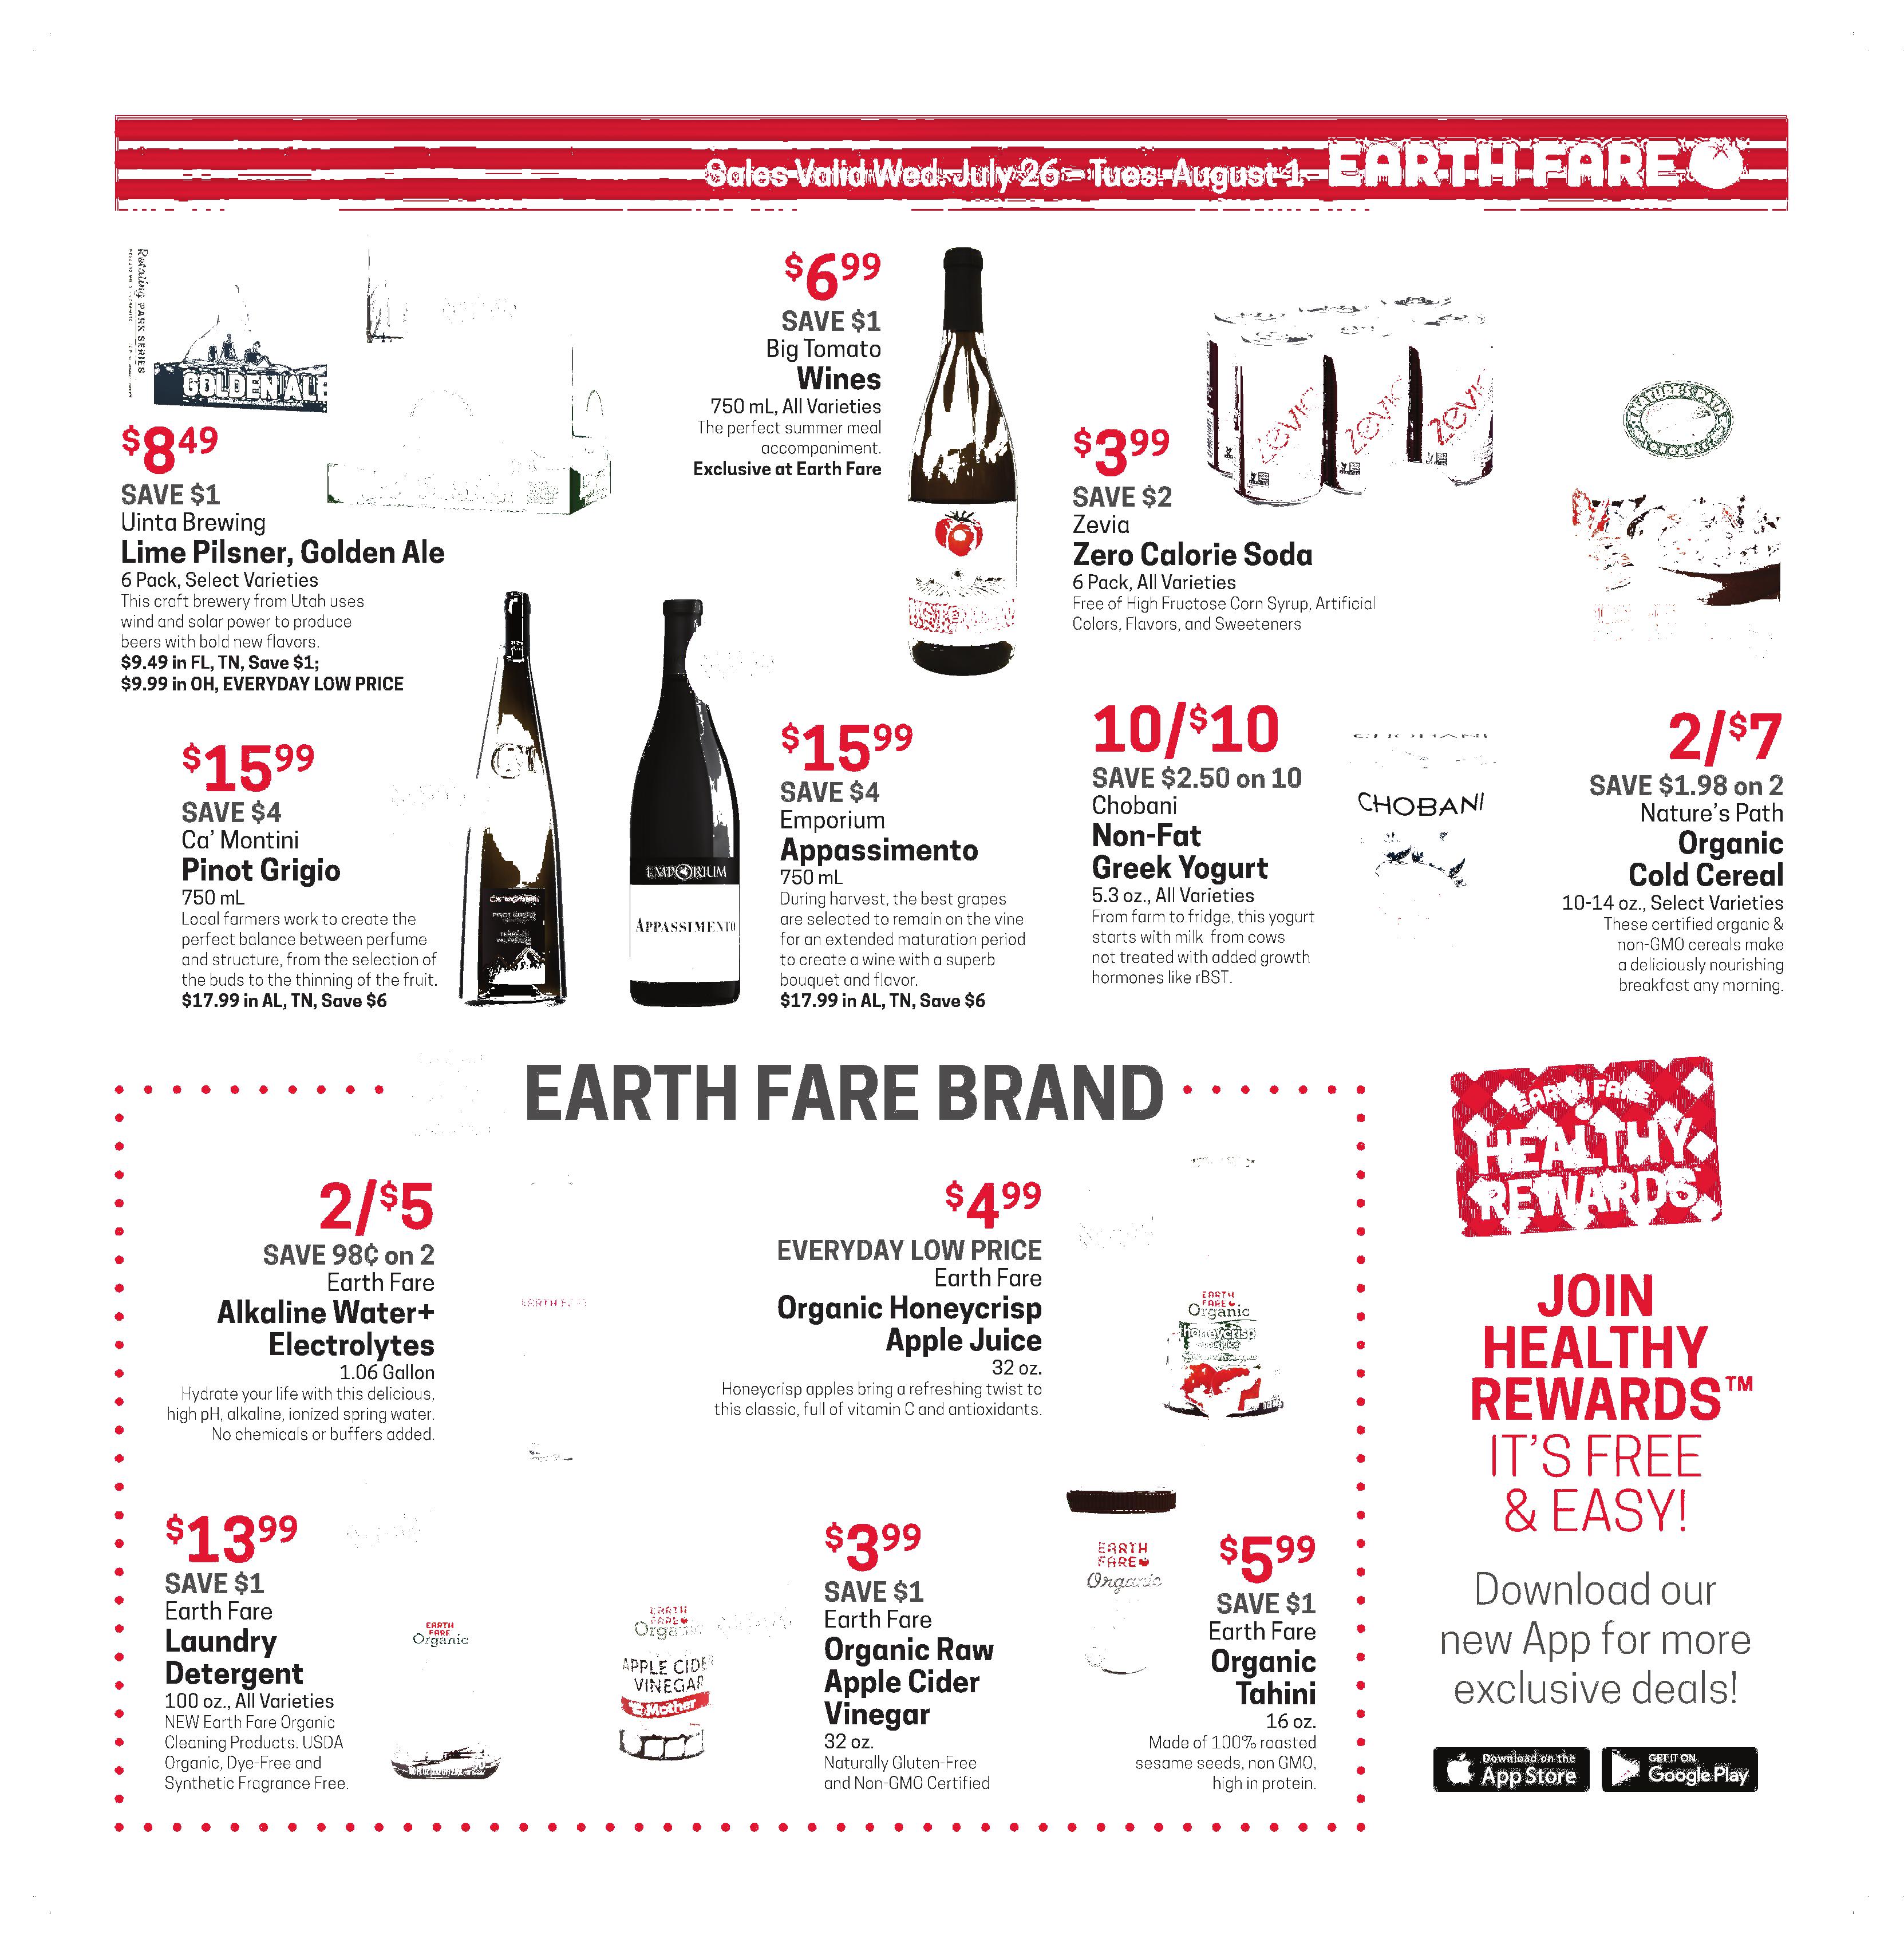 Sales Valid Wed. July 26 – Tues. August 1
EARTH FARE
Rotating PARK SERIES
GOLDEN ALE
$8.49
SAVE $1
Uinta Brewing
Lime Pilsner, Golden Ale
6 Pack, Select Varieties
This craft brewery from Utah uses
wind and solar power to produce
beers with bold new flavors.
$9.49 in FL, TN, Save $1;
$9.99 in OH, EVERYDAY LOW PRICE
$6.99
SAVE $1
Big Tomato
Wines
750 mL, All Varieties
The perfect summer meal
accompaniment.
Exclusive at Earth Fare
zevia
zevia
zevia
$3.99
SAVE $2
Zevia
Zero Calorie Soda
6 Pack, All Varieties
Free of High Fructose Corn Syrup, Artificial
Colors, Flavors, and Sweeteners
NATURE'S PATH
$15.99
SAVE $4
Ca' Montini
Pinot Grigio
750 mL
Local farmers work to create the
perfect balance between perfume
and structure, from the selection of
the buds to the thinning of the fruit.
$17.99 in AL, TN, Save $6
CA' MONTINI
PINOT GRIGIO
EMPORIUM
APPASSIMENTO
$15.99
SAVE $4
Emporium
Appassimento
750 mL
During harvest, the best grapes
are selected to remain on the vine
for an extended maturation period
to create a wine with a superb
bouquet and flavor.
$17.99 in AL, TN, Save $6
10/$10
SAVE $2.50 on 10
Chobani
Non-Fat
Greek Yogurt
5.3 oz., All Varieties
From farm to fridge, this yogurt
starts with milk from cows
not treated with added growth
hormones like rBST.
CHOBANI
CHOBANI
2/$7
SAVE $1.98 on 2
Nature's Path
Organic
Cold Cereal
10-14 oz., Select Varieties
These certified organic &
non-GMO cereals make
a deliciously nourishing
breakfast any morning.
EARTH FARE BRAND
2/$5
SAVE 98¢ on 2
Earth Fare
Alkaline Water+
Electrolytes
1.06 Gallon
Hydrate your life with this delicious,
high pH, alkaline, ionized spring water.
No chemicals or buffers added.
EARTH FARE
$4.99
EVERYDAY LOW PRICE
Earth Fare
Organic Honeycrisp
Apple Juice
32 oz.
Honeycrisp apples bring a refreshing twist to
this classic, full of vitamin C and antioxidants.
EARTH
FARE
Organic
honeycrisp
$13.99
SAVE $1
Earth Fare
Laundry
Detergent
100 oz., All Varieties
NEW Earth Fare Organic
Cleaning Products. USDA
Organic, Dye-Free and
Synthetic Fragrance Free.
EARTH
FARE
Organic
EARTH
FARE
Organic
APPLE CIDER
VINEGAR
Mother
$3.99
SAVE $1
Earth Fare
Organic Raw
Apple Cider
Vinegar
32 oz.
Naturally Gluten-Free
and Non-GMO Certified
EARTH
FARE
Organic
$5.99
SAVE $1
Earth Fare
Organic
Tahini
16 oz.
Made of 100% roasted
sesame seeds, non GMO,
high in protein.
EARTH FARE
HEALTHY
REWARDS
JOIN
HEALTHY
REWARDS™
IT'S FREE
& EASY!
Download our
new App for more
exclusive deals!
Download on the
App Store
GET IT ON
Google Play